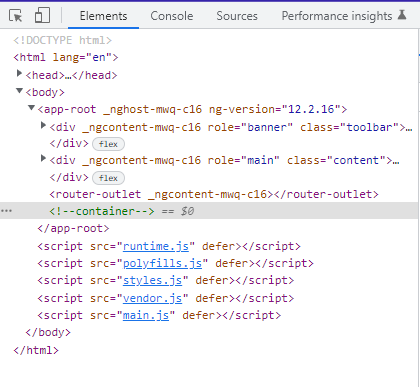 Elements Console Sources Performance insights
<!DOCTYPE html>
<html lang="en">
<head>…</head>
<body>
<app-root _nghost-mwq-c16 ng-version="12.2.16">
<div _ngcontent-mwq-c16 role="banner" class="toolbar">…
</div> flex
<div _ngcontent-mwq-c16 role="main" class="content">…
</div> flex
<router-outlet _ngcontent-mwq-c16></router-outlet>
<!--container--> == $0
</app-root>
<script src="runtime.js" defer></script>
<script src="polyfills.js" defer></script>
<script src="styles.js" defer></script>
<script src="vendor.js" defer></script>
<script src="main.js" defer></script>
</body>
</html>